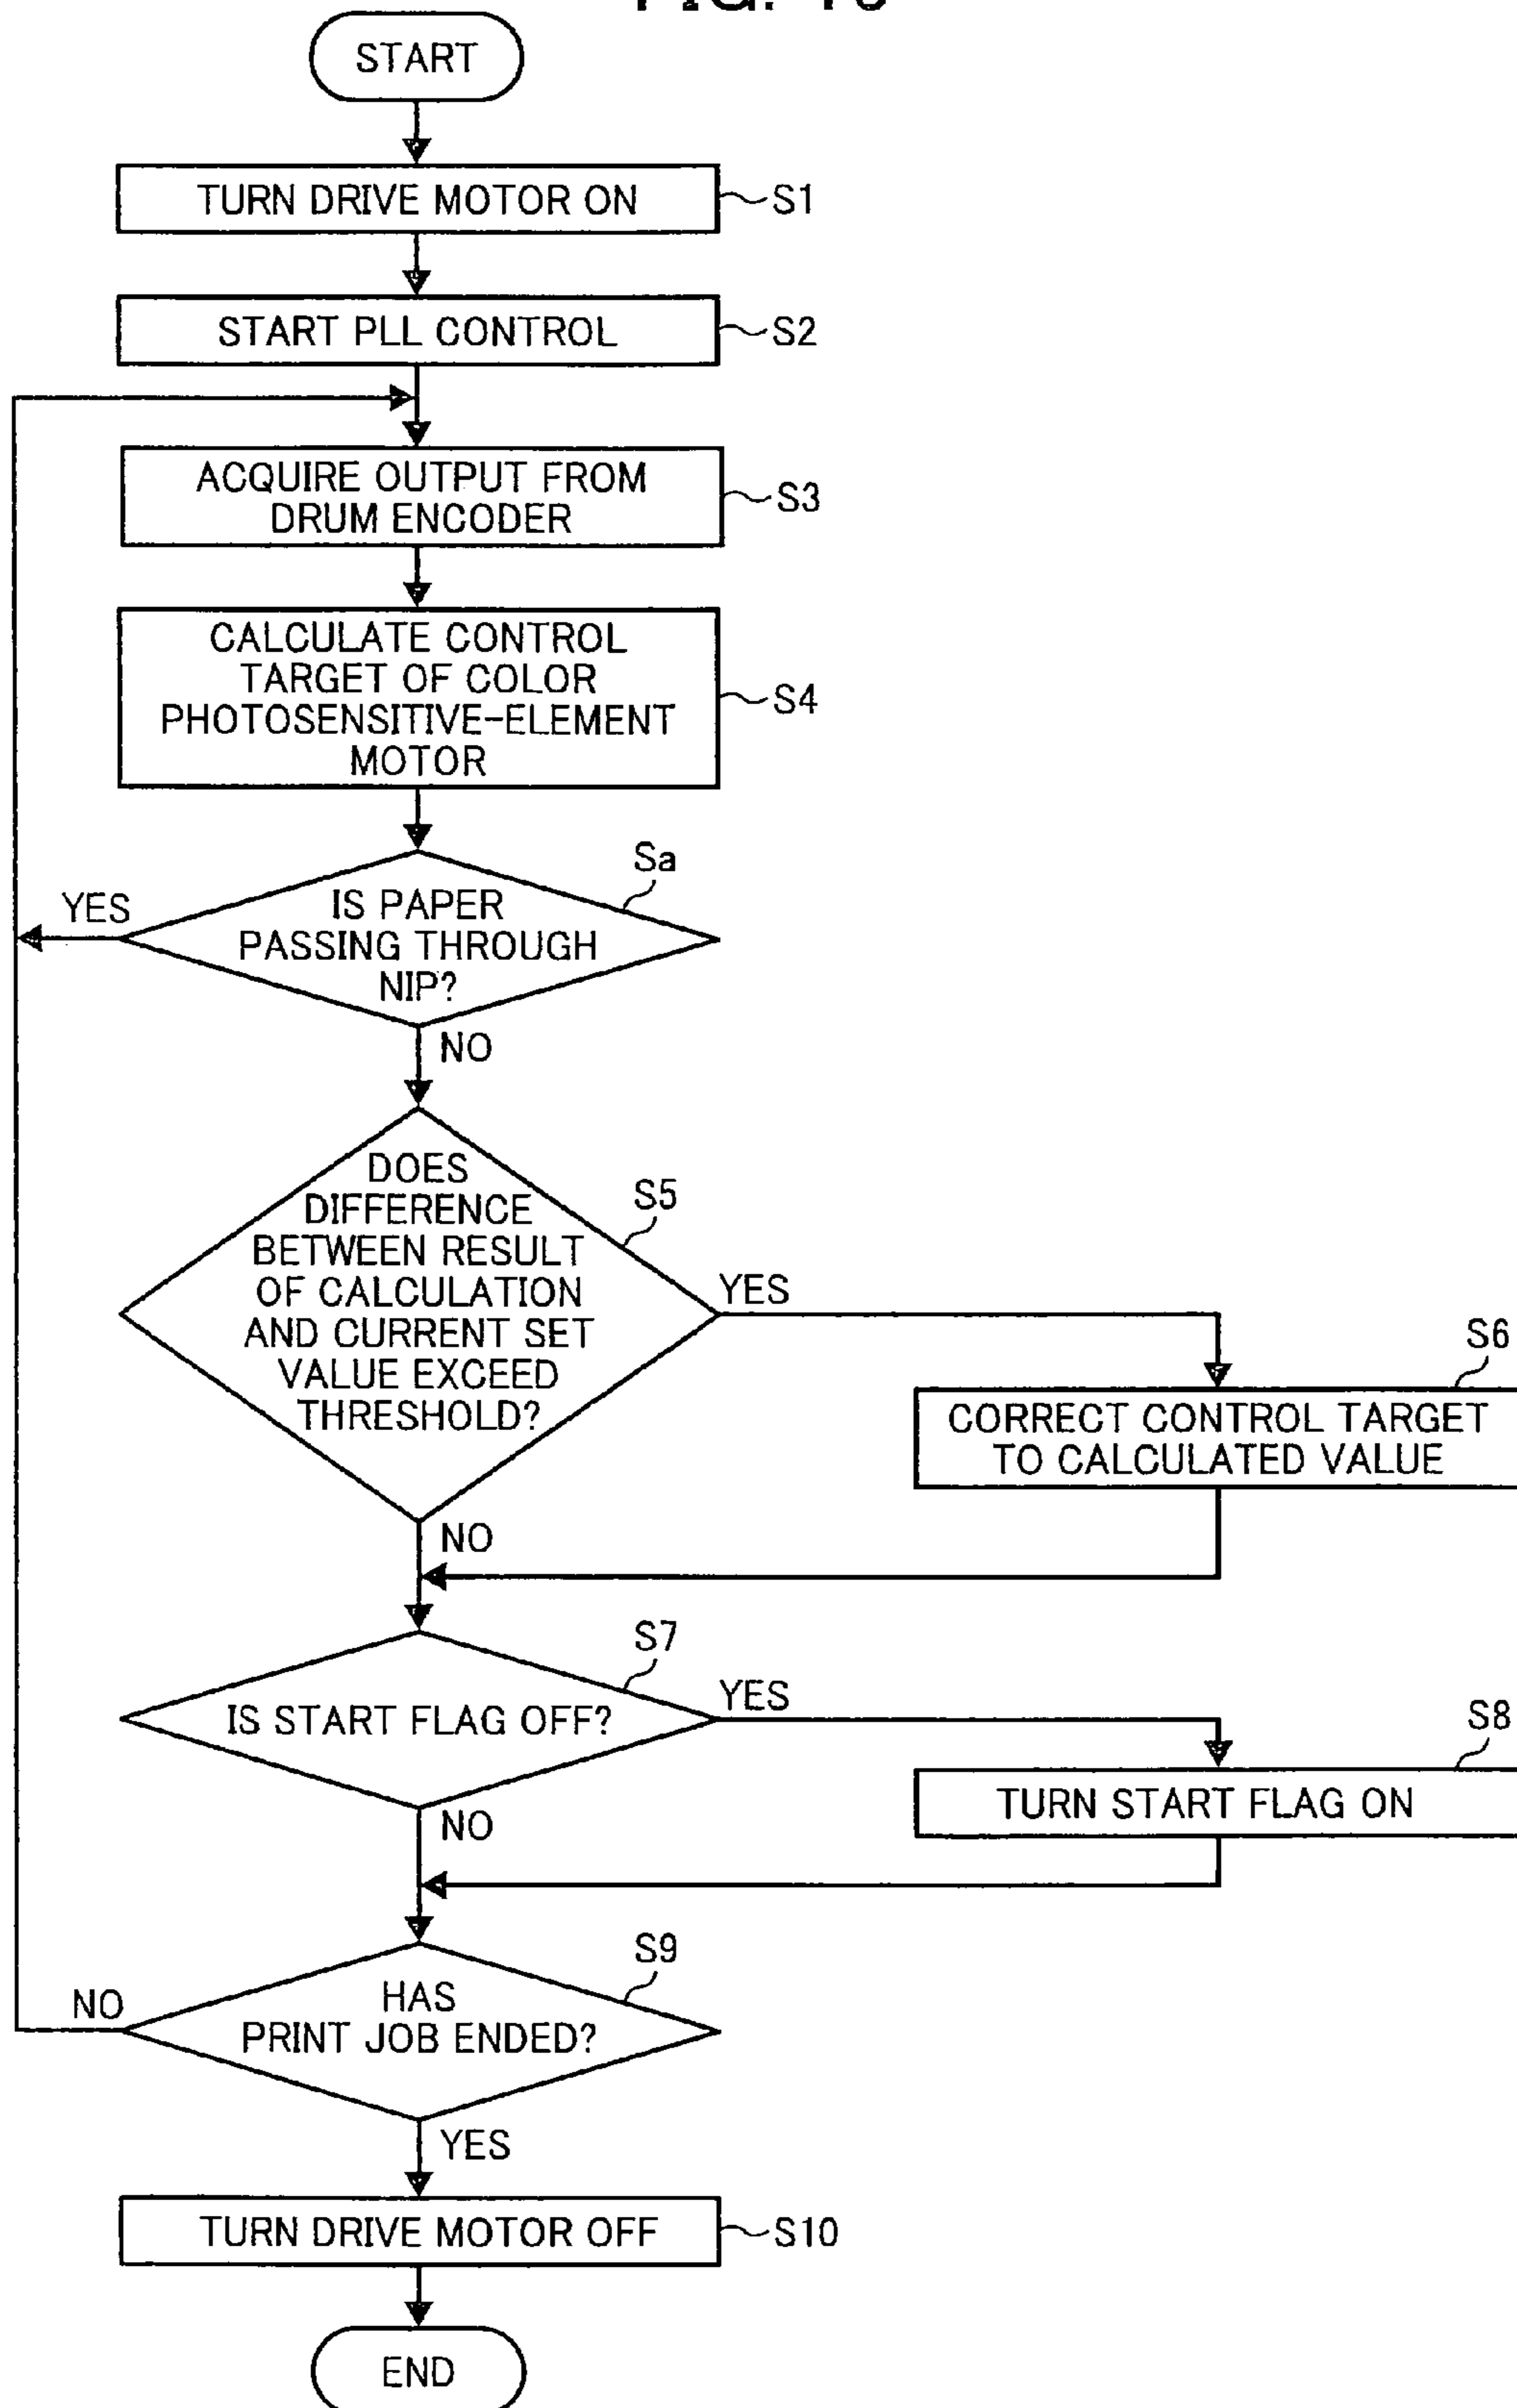 START
TURN DRIVE MOTOR ON
S1
START PLL CONTROL
S2
ACQUIRE OUTPUT FROM
DRUM ENCODER
S3
CALCULATE CONTROL
TARGET OF COLOR
PHOTOSENSITIVE-ELEMENT
MOTOR
S4
Sa
YES
IS PAPER
PASSING THROUGH
NIP?
NO
S5
DOES
DIFFERENCE
BETWEEN RESULT
OF CALCULATION
AND CURRENT SET
VALUE EXCEED
THRESHOLD?
YES
S6
CORRECT CONTROL TARGET
TO CALCULATED VALUE
NO
S7
IS START FLAG OFF?
YES
S8
TURN START FLAG ON
NO
S9
NO
HAS
PRINT JOB ENDED?
YES
TURN DRIVE MOTOR OFF
S10
END